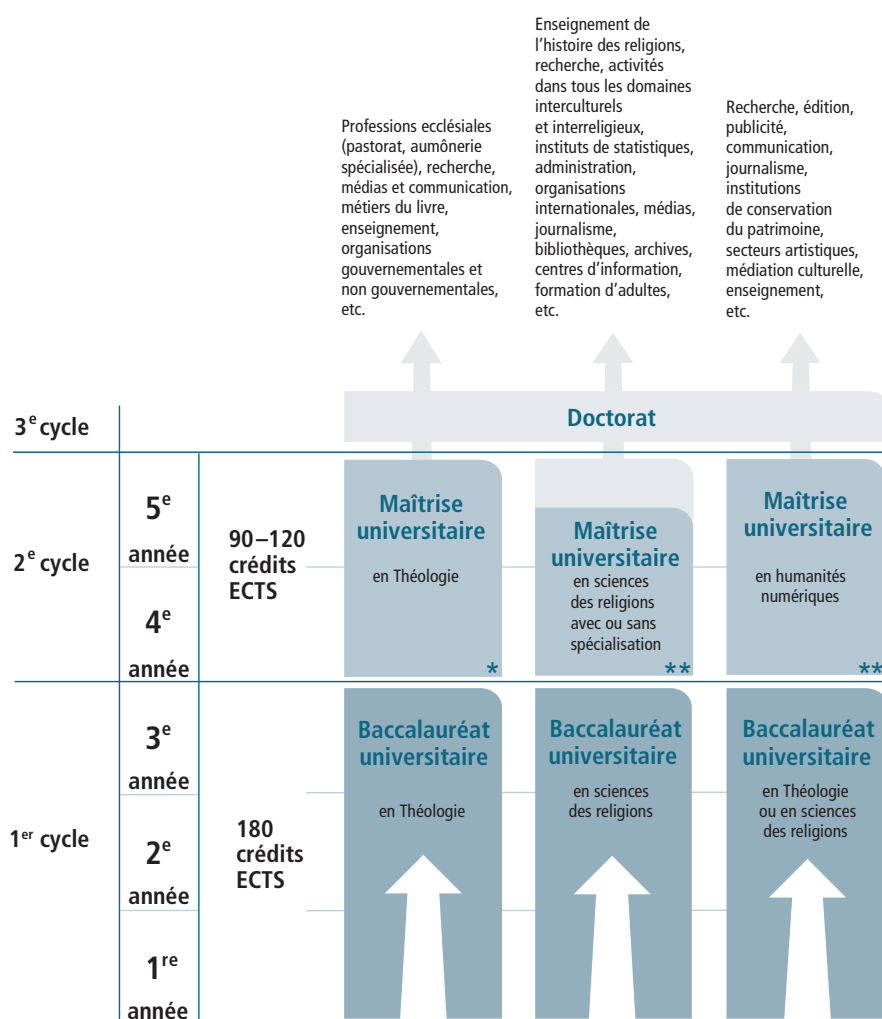 Professions ecclésiales
(pastorat, aumônerie
spécialisée), recherche,
médias et communication,
métiers du livre,
enseignement,
organisations
gouvernementales et
non gouvernementales,
etc.
Enseignement de
l’histoire des religions,
recherche, activités
dans tous les domaines
interculturels
et interreligieux,
instituts de statistiques,
administration,
organisations
internationales, médias,
journalisme,
bibliothèques, archives,
centres d’information,
formation d’adultes,
etc.
Recherche, édition,
publicité,
communication,
journalisme,
institutions
de conservation
du patrimoine,
secteurs artistiques,
médiation culturelle,
enseignement,
etc.
3e cycle
Doctorat
2e cycle
5e
année
4e
année
90–120
crédits
ECTS
Maîtrise
universitaire
en Théologie
*
Maîtrise
universitaire
en sciences
des religions
avec ou sans
spécialisation
**
Maîtrise
universitaire
en humanités
numériques
**
1er cycle
3e
année
2e
année
1re
année
180
crédits
ECTS
Baccalauréat
universitaire
en Théologie
Baccalauréat
universitaire
en sciences
des religions
Baccalauréat
universitaire
en Théologie
ou en sciences
des religions